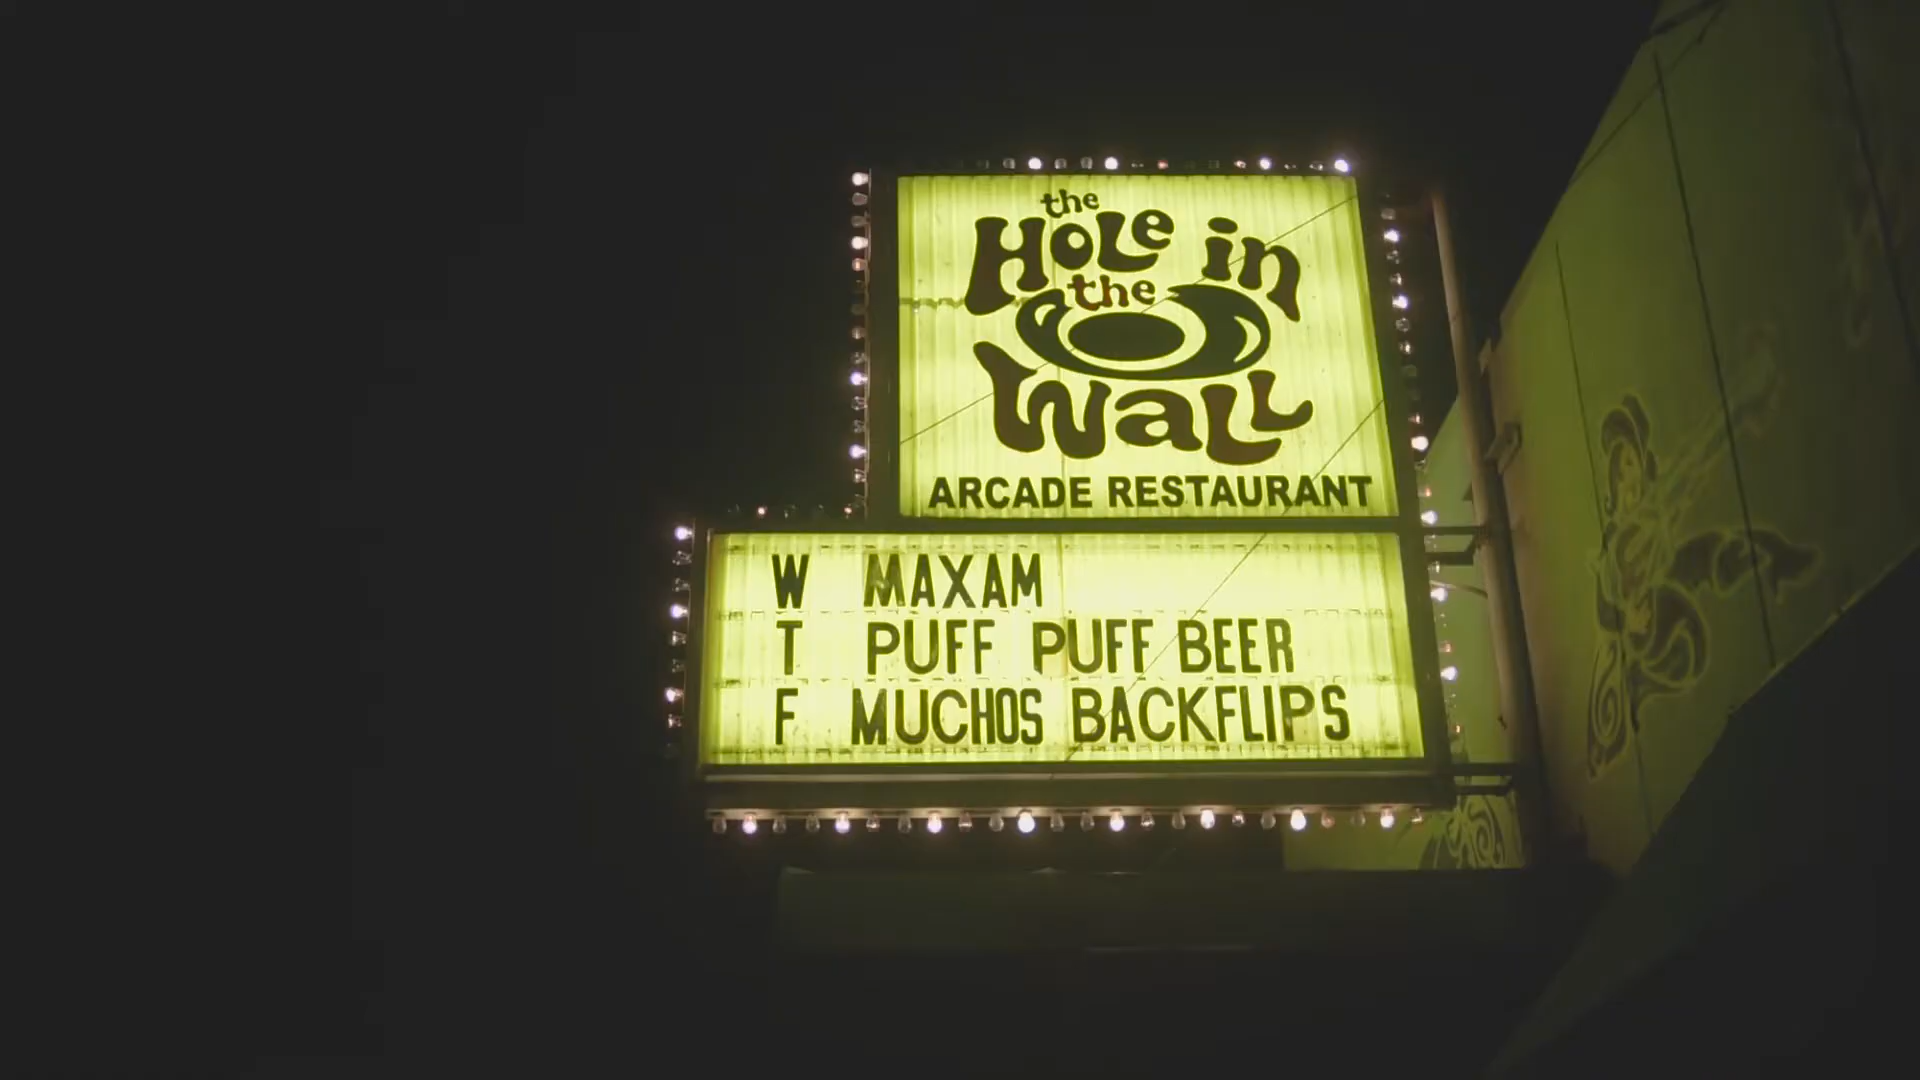 the
Hole in
the
Wall
ARCADE RESTAURANT
W MAXAM
T PUFF PUFF BEER
F MUCHOS BACKFLIPS